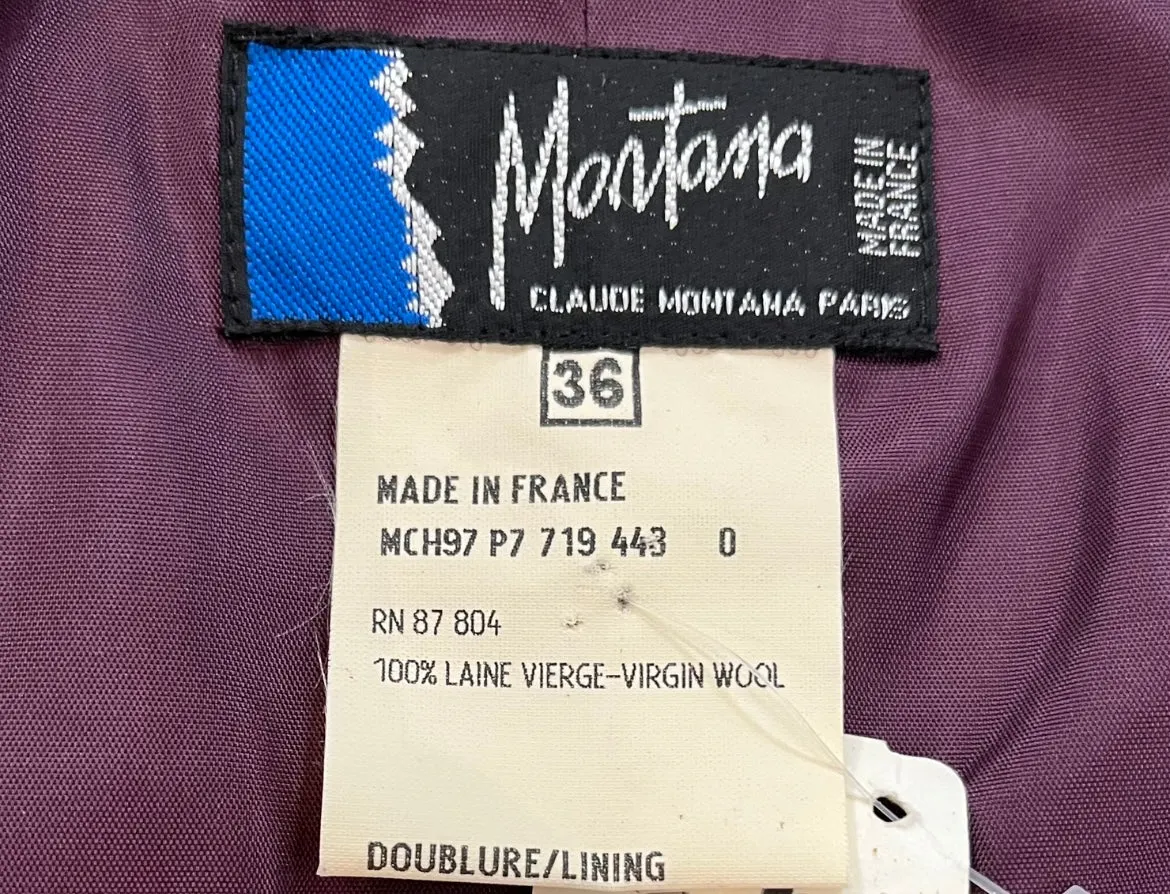 Montana
MADE IN
FRANCE
CLAUDE MONTANA PARIS
36
MADE IN FRANCE
MCH97 P7 719 443 0
RN 87 804
100% LAINE VIERGE-VIRGIN WOOL
DOUBLURE/LINING